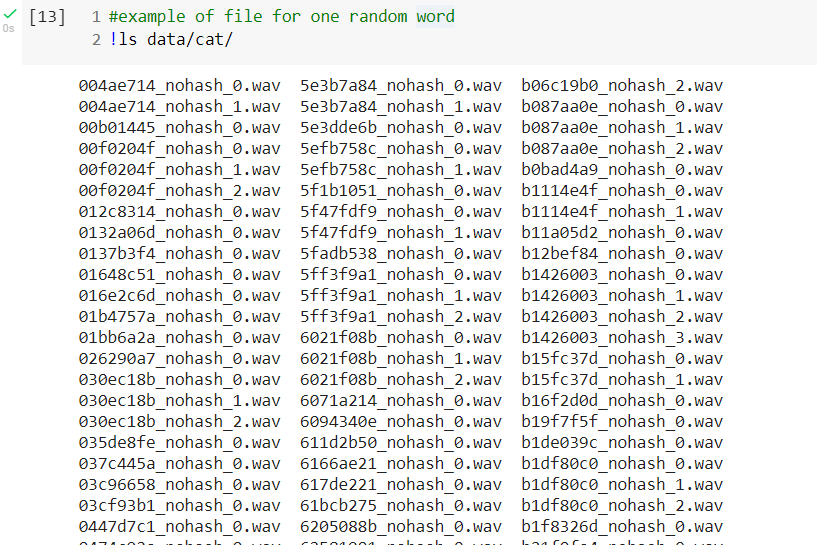 [13] 1 #example of file for one random word
0s 2 !ls data/cat/
004ae714_nohash_0.wav 5e3b7a84_nohash_0.wav b06c19b0_nohash_2.wav
004ae714_nohash_1.wav 5e3b7a84_nohash_1.wav b087aa0e_nohash_0.wav
00b01445_nohash_0.wav 5e3dde6b_nohash_0.wav b087aa0e_nohash_1.wav
00f0204f_nohash_0.wav 5efb758c_nohash_0.wav b087aa0e_nohash_2.wav
00f0204f_nohash_1.wav 5efb758c_nohash_1.wav b0bad4a9_nohash_0.wav
00f0204f_nohash_2.wav 5f1b1051_nohash_0.wav b1114e4f_nohash_0.wav
012c8314_nohash_0.wav 5f47fdf9_nohash_0.wav b1114e4f_nohash_1.wav
0132a06d_nohash_0.wav 5f47fdf9_nohash_1.wav b11a05d2_nohash_0.wav
0137b3f4_nohash_0.wav 5fadb538_nohash_0.wav b12bef84_nohash_0.wav
01648c51_nohash_0.wav 5ff3f9a1_nohash_0.wav b1426003_nohash_0.wav
016e2c6d_nohash_0.wav 5ff3f9a1_nohash_1.wav b1426003_nohash_1.wav
01b4757a_nohash_0.wav 5ff3f9a1_nohash_2.wav b1426003_nohash_2.wav
01bb6a2a_nohash_0.wav 6021f08b_nohash_0.wav b1426003_nohash_3.wav
026290a7_nohash_0.wav 6021f08b_nohash_1.wav b15fc37d_nohash_0.wav
030ec18b_nohash_0.wav 6021f08b_nohash_2.wav b15fc37d_nohash_1.wav
030ec18b_nohash_1.wav 6071a214_nohash_0.wav b16f2d0d_nohash_0.wav
030ec18b_nohash_2.wav 6094340e_nohash_0.wav b19f7f5f_nohash_0.wav
035de8fe_nohash_0.wav 611d2b50_nohash_0.wav b1de039c_nohash_0.wav
037c445a_nohash_0.wav 6166ae21_nohash_0.wav b1df80c0_nohash_0.wav
03c96658_nohash_0.wav 617de221_nohash_0.wav b1df80c0_nohash_1.wav
03cf93b1_nohash_0.wav 61bcb275_nohash_0.wav b1df80c0_nohash_2.wav
0447d7c1_nohash_0.wav 6205088b_nohash_0.wav b1f8326d_nohash_0.wav